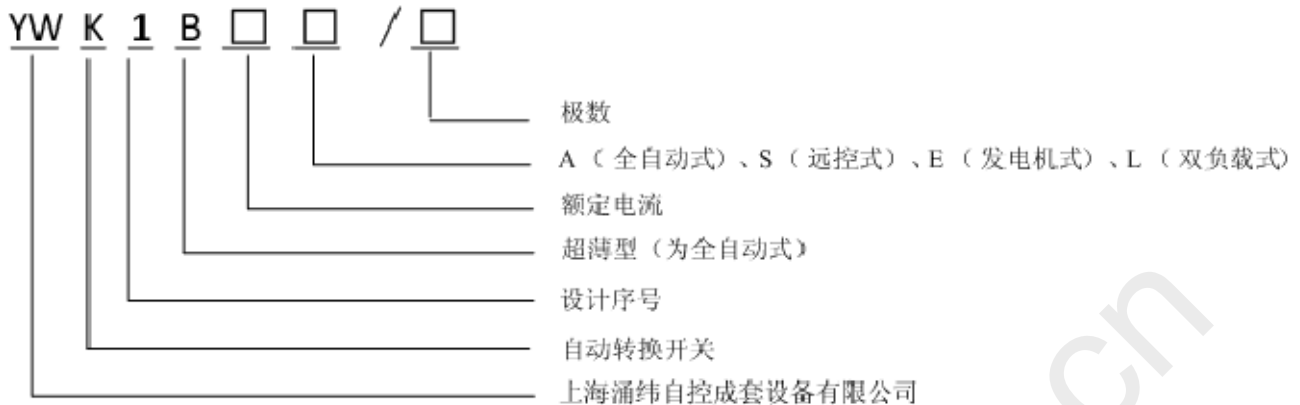 YW K 1 B □ □ / □
极数
A（全自动式）、S（远控式）、E（发电机式）、L（双负载式）
额定电流
超薄型（为全自动式）
设计序号
自动转换开关
上海涌纬自控成套设备有限公司
cn